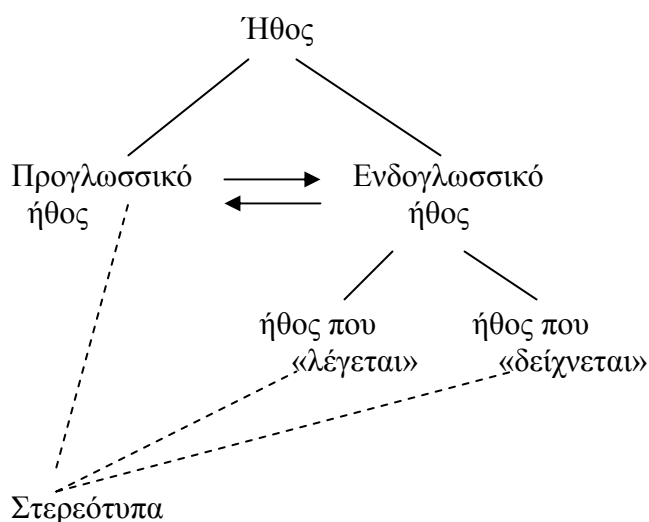 Ήθος
Προγλωσσικό
ήθος
Ενδογλωσσικό
ήθος
ήθος που
«λέγεται»
ήθος που
«δείχνεται»
Στερεότυπα